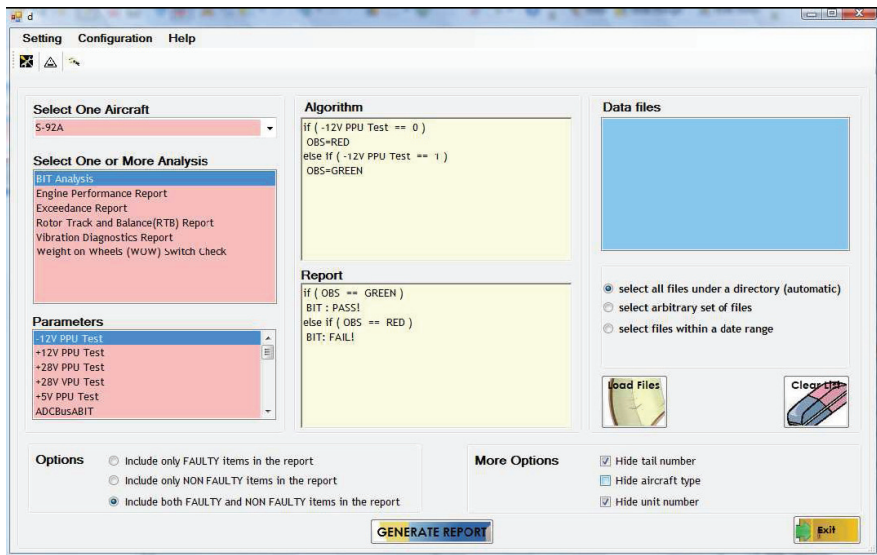 d
Setting Configuration Help
Select One Aircraft
S-92A
Select One or More Analysis
BIT Analysis
Engine Performance Report
Exceedance Report
Rotor Track and Balance(RTB) Report
Vibration Diagnostics Report
Weight on Wheels (WOW) Switch Check
Parameters
-12V PPU Test
+12V PPU Test
+28V PPU Test
+28V VPU Test
+5V PPU Test
ADCBusABIT
Algorithm
if ( -12V PPU Test == 0 )
OBS=RED
else if ( -12V PPU Test == 1 )
OBS=GREEN
Report
if ( OBS == GREEN )
BIT : PASS!
else if ( OBS == RED )
BIT: FAIL!
Data files
select all files under a directory (automatic)
select arbitrary set of files
select files within a date range
Load Files
Clear List
Options
Include only FAULTY items in the report
Include only NON FAULTY items in the report
Include both FAULTY and NON FAULTY items in the report
More Options
Hide tail number
Hide aircraft type
Hide unit number
GENERATE REPORT
Exit